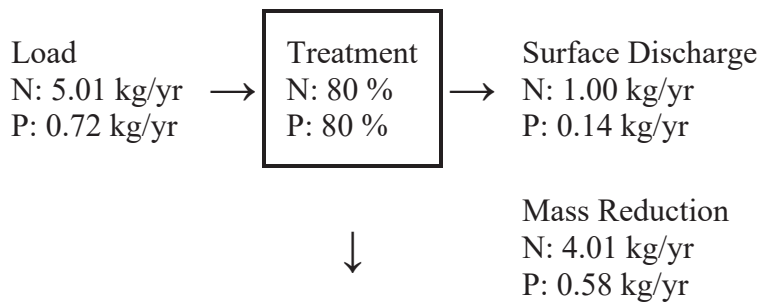 Load
N: 5.01 kg/yr
P: 0.72 kg/yr
→
Treatment
N: 80 %
P: 80 %
→
Surface Discharge
N: 1.00 kg/yr
P: 0.14 kg/yr
↓
Mass Reduction
N: 4.01 kg/yr
P: 0.58 kg/yr